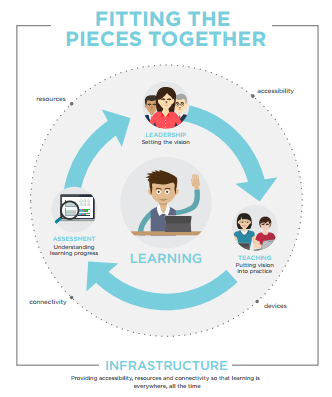 FITTING THE
PIECES TOGETHER
resources
accessibility
LEADERSHIP
Setting the vision
ASSESSMENT
Understanding
learning progress
LEARNING
TEACHING
Putting vision
into practice
connectivity
devices
INFRASTRUCTURE
Providing accessibility, resources and connectivity so that learning is
everywhere, all the time